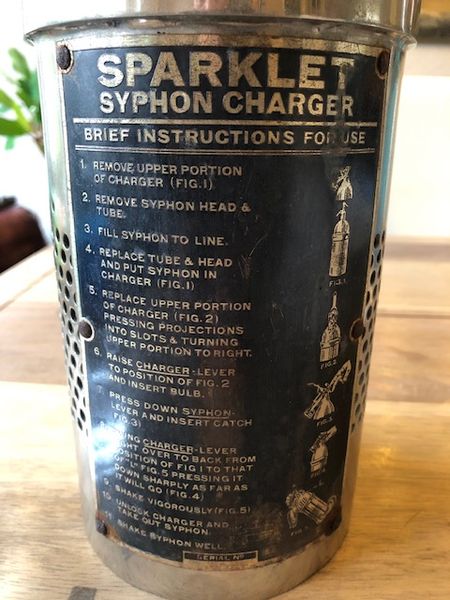 SPARKLET
SYPHON CHARGER
BRIEF INSTRUCTIONS FOR USE
1. REMOVE UPPER PORTION
OF CHARGER (FIG.1)
2. REMOVE SYPHON HEAD &
TUBE.
3. FILL SYPHON TO LINE.
4. REPLACE TUBE & HEAD
AND PUT SYPHON IN
CHARGER (FIG.1)
5. REPLACE UPPER PORTION
OF CHARGER (FIG.2)
PRESSING PROJECTIONS
INTO SLOTS & TURNING
UPPER PORTION TO RIGHT.
6. RAISE CHARGER-LEVER
TO POSITION OF FIG.2
AND INSERT BULB.
7. PRESS DOWN SYPHON-
LEVER AND INSERT CATCH
(FIG.3)
8. SWING CHARGER-LEVER
RIGHT OVER TO BACK FROM
POSITION OF FIG 1 TO THAT
OF "L" FIG.5 PRESSING IT
DOWN SHARPLY AS FAR AS
IT WILL GO (FIG.4)
9. SHAKE VIGOROUSLY (FIG.5)
10. UNLOCK CHARGER AND
TAKE OUT SYPHON.
11. SHAKE SYPHON WELL.
SERIAL No
FIG.1.
FIG.2
FIG.3.